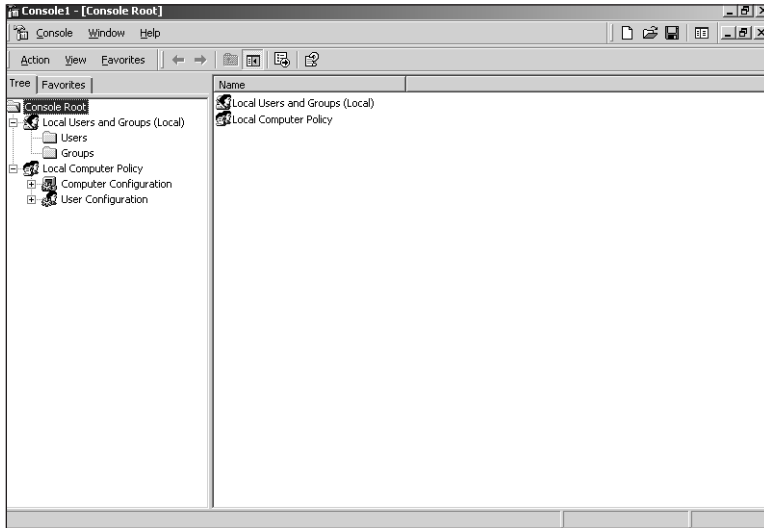 Console1 - [Console Root]
Console Window Help
Action View Favorites
Tree Favorites
Name
Console Root
Local Users and Groups (Local)
Users
Groups
Local Computer Policy
Computer Configuration
User Configuration
Local Users and Groups (Local)
Local Computer Policy